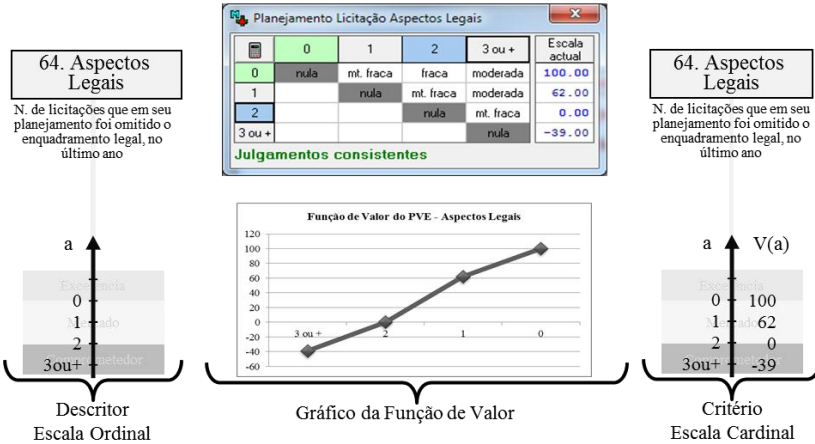 64. Aspectos
Legais
N. de licitações que em seu
planejamento foi omitido o
enquadramento legal, no
último ano
a
Excelência
0
Mercado
1
2
Comprometedor
3ou+
Descritor
Escala Ordinal
Planejamento Licitação Aspectos Legais
0 1 2 3 ou + Escala actual
0 nula mt. fraca fraca moderada 100.00
1 nula mt. fraca moderada 62.00
2 nula mt. fraca 0.00
3 ou + nula -39.00
Julgamentos consistentes
Função de Valor do PVE - Aspectos Legais
120
100
80
60
40
20
0
-20
-40
-60
3 ou + 2 1 0
Gráfico da Função de Valor
64. Aspectos
Legais
N. de licitações que em seu
planejamento foi omitido o
enquadramento legal, no
último ano
a V(a)
Excelência
0 100
Mercado
1 62
2 0
Comprometedor
3ou+ -39
Critério
Escala Cardinal